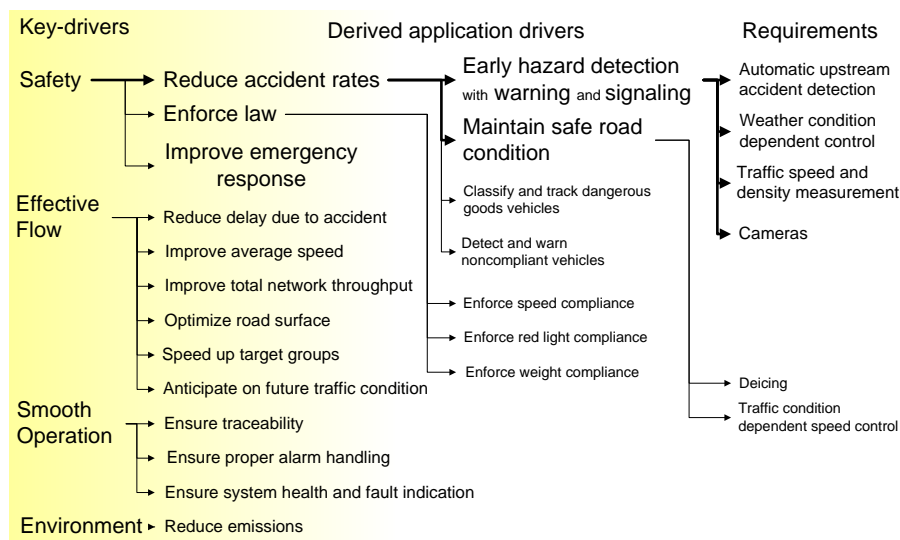 Key-drivers
Derived application drivers
Requirements
Safety
Reduce accident rates
Early hazard detection
with warning and signaling
Automatic upstream
accident detection
Enforce law
Maintain safe road
condition
Weather condition
dependent control
Improve emergency
response
Classify and track dangerous
goods vehicles
Traffic speed and
density measurement
Effective
Flow
Reduce delay due to accident
Detect and warn
noncompliant vehicles
Cameras
Improve average speed
Improve total network throughput
Enforce speed compliance
Optimize road surface
Enforce red light compliance
Speed up target groups
Enforce weight compliance
Anticipate on future traffic condition
Deicing
Smooth
Operation
Ensure traceability
Traffic condition
dependent speed control
Ensure proper alarm handling
Ensure system health and fault indication
Environment
Reduce emissions